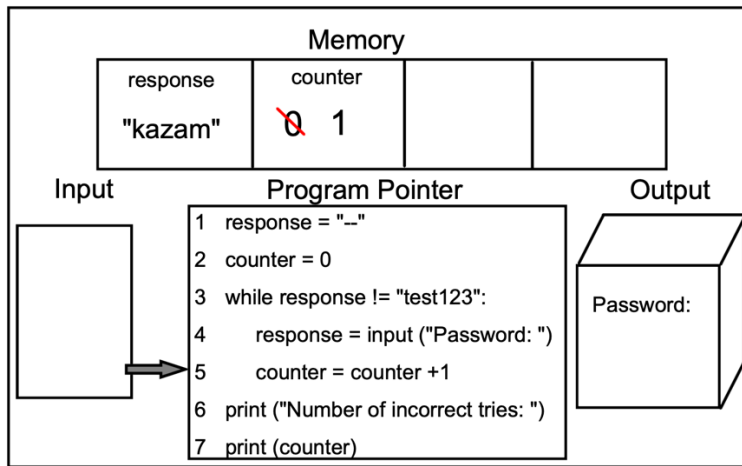 Memory
response counter
"kazam" 0 1
Input Program Pointer Output
1 response = "--"
2 counter = 0
3 while response != "test123":
4 response = input ("Password: ")
5 counter = counter +1
6 print ("Number of incorrect tries: ")
7 print (counter)
Password: